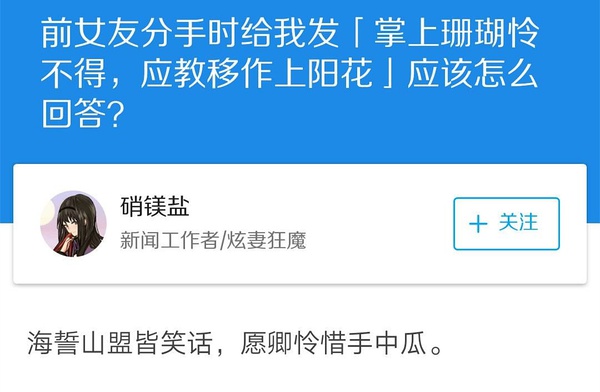 前女友分手时给我发「掌上珊瑚怜
不得，应教移作上阳花」应该怎么
回答？
硝镁盐
新闻工作者/炫妻狂魔
+ 关注
海誓山盟皆笑话，愿卿怜惜手中瓜。